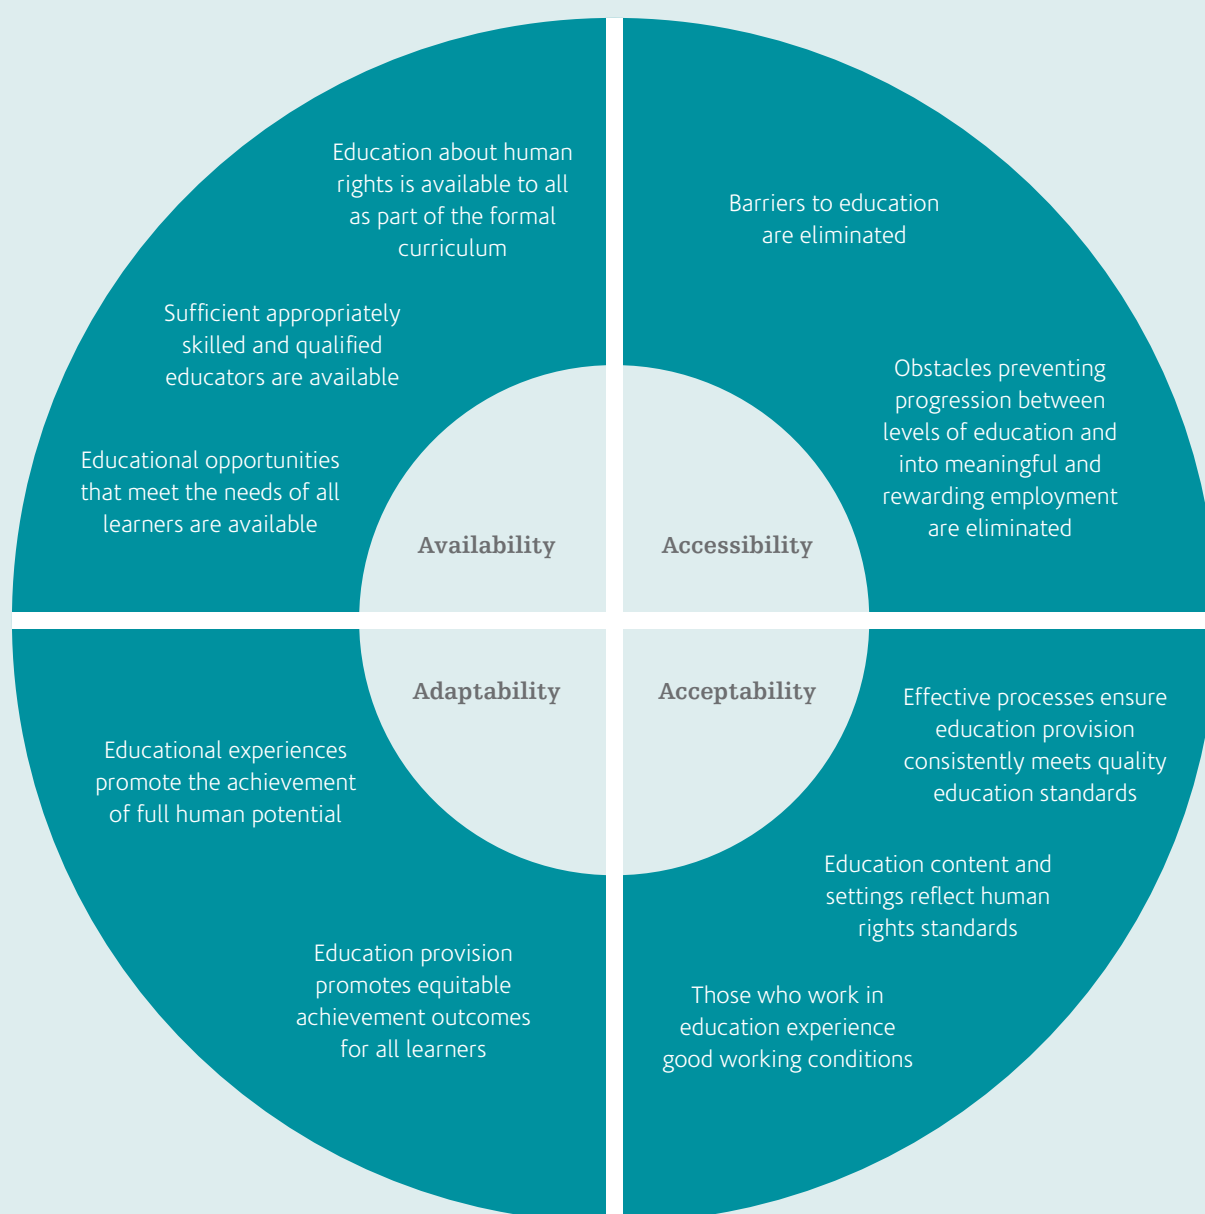 Education about human
rights is available to all
as part of the formal
curriculum
Sufficient appropriately
skilled and qualified
educators are available
Educational opportunities
that meet the needs of all
learners are available
Availability
Barriers to education
are eliminated
Obstacles preventing
progression between
levels of education and
into meaningful and
rewarding employment
are eliminated
Accessibility
Adaptability
Educational experiences
promote the achievement
of full human potential
Education provision
promotes equitable
achievement outcomes
for all learners
Acceptability
Effective processes ensure
education provision
consistently meets quality
education standards
Education content and
settings reflect human
rights standards
Those who work in
education experience
good working conditions